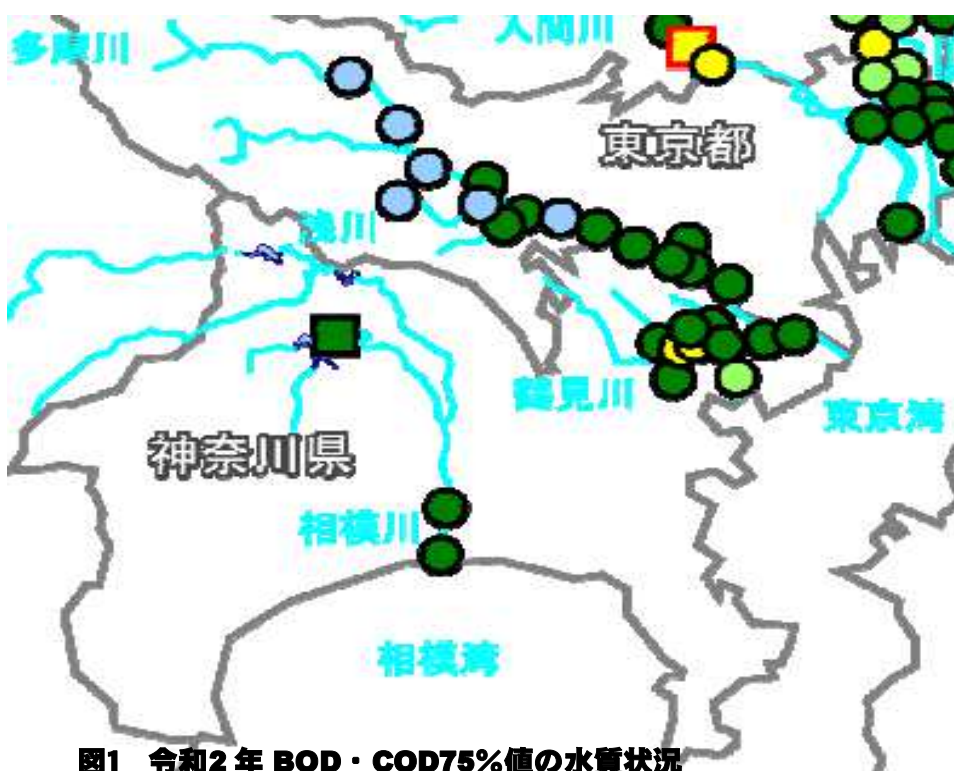 入間川
多摩川
東京都
浅川
鶴見川
東京湾
神奈川県
相模川
相模湾
図1 令和2年 BOD・COD75%値の水質状況